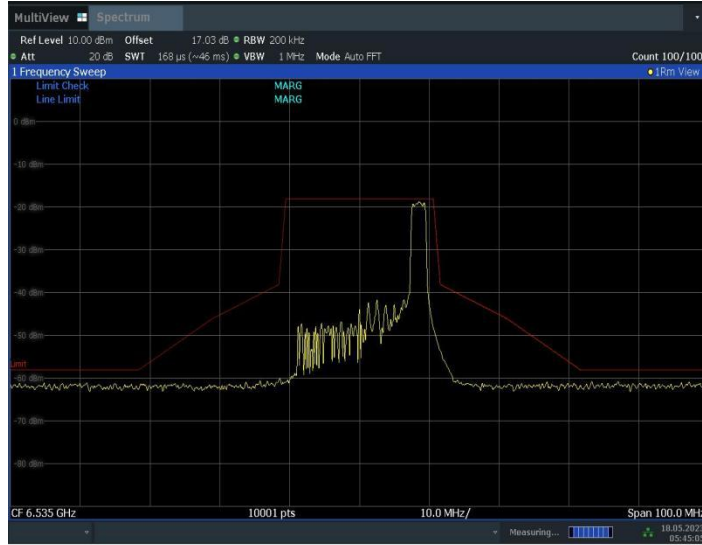 MultiView Spectrum
Ref Level 10.00 dBm Offset 17.03 dB RBW 200 kHz
Att 20 dB SWT 168 µs (~46 ms) VBW 1 MHz Mode Auto FFT Count 100/100
1 Frequency Sweep 1Rm View
Limit Check MARG
Line Limit MARG
0 dBm
-10 dBm
-20 dBm
-30 dBm
-40 dBm
-50 dBm
Limit
-60 dBm
-70 dBm
-80 dBm
CF 6.535 GHz 10001 pts 10.0 MHz/ Span 100.0 MHz
Measuring... 18.05.2023
05:45:05